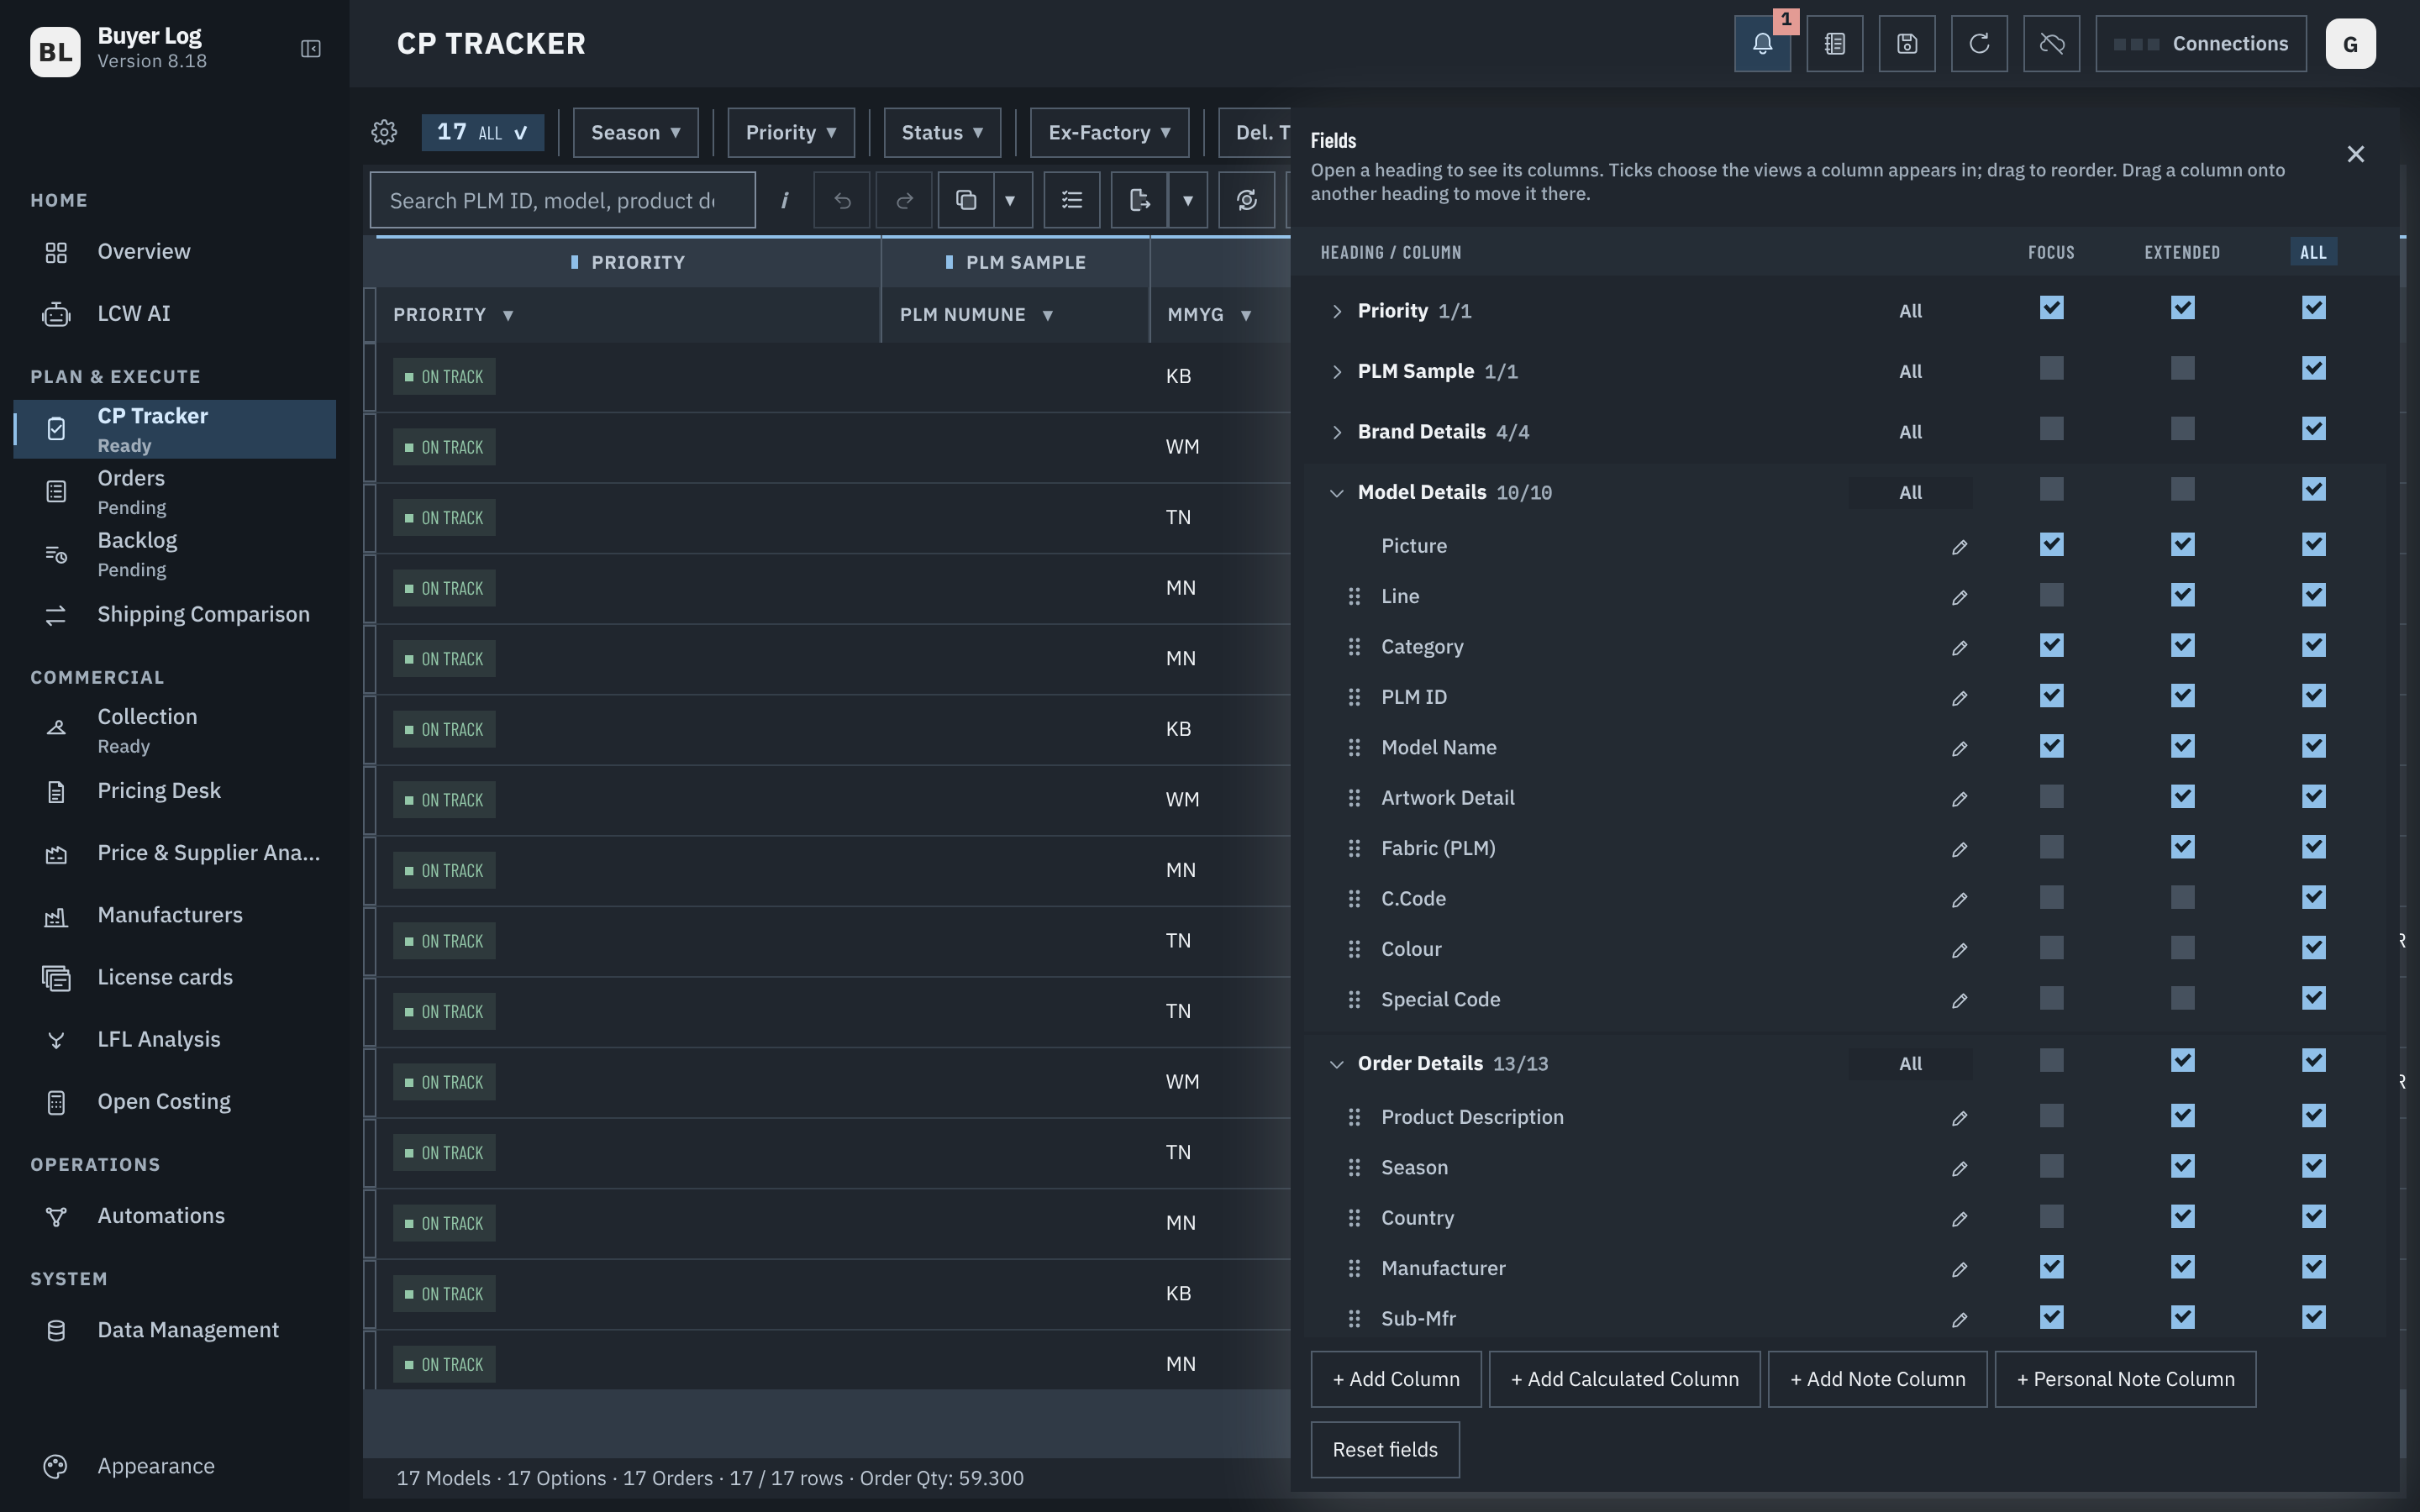 BL
Buyer Log
Version 8.18
HOME
Overview
LCW AI
PLAN & EXECUTE
CP Tracker
Ready
Orders
Pending
Backlog
Pending
Shipping Comparison
COMMERCIAL
Collection
Ready
Pricing Desk
Price & Supplier Ana...
Manufacturers
License cards
LFL Analysis
Open Costing
OPERATIONS
Automations
SYSTEM
Data Management
Appearance
CP TRACKER
1
Connections
G
17 ALL
Season
Priority
Status
Ex-Factory
Del. T
Search PLM ID, model, product d
i
PRIORITY
PLM SAMPLE
PRIORITY
PLM NUMUNE
MMYG
ON TRACK KB
ON TRACK WM
ON TRACK TN
ON TRACK MN
ON TRACK MN
ON TRACK KB
ON TRACK WM
ON TRACK MN
ON TRACK TN
ON TRACK TN
ON TRACK WM
ON TRACK TN
ON TRACK MN
ON TRACK KB
ON TRACK MN
17 Models · 17 Options · 17 Orders · 17 / 17 rows · Order Qty: 59.300
Fields
Open a heading to see its columns. Ticks choose the views a column appears in; drag to reorder. Drag a column onto
another heading to move it there.
HEADING / COLUMN FOCUS EXTENDED ALL
Priority 1/1 All
PLM Sample 1/1 All
Brand Details 4/4 All
Model Details 10/10 All
Picture
Line
Category
PLM ID
Model Name
Artwork Detail
Fabric (PLM)
C.Code
Colour
Special Code
Order Details 13/13 All
Product Description
Season
Country
Manufacturer
Sub-Mfr
+ Add Column
+ Add Calculated Column
+ Add Note Column
+ Personal Note Column
Reset fields